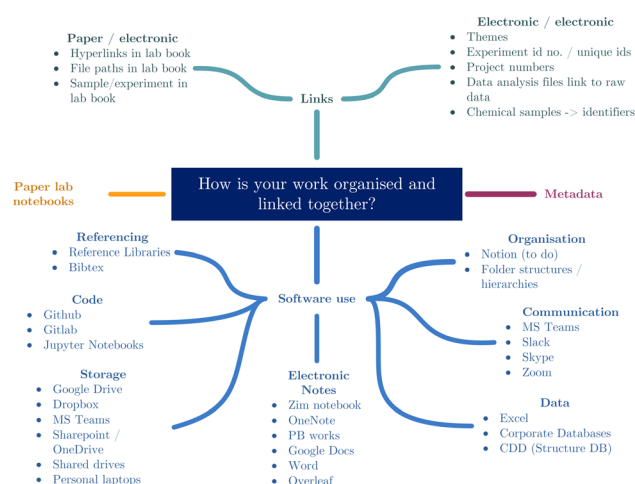 Paper / electronic
• Hyperlinks in lab book
• File paths in lab book
• Sample/experiment in
lab book
Electronic / electronic
• Themes
• Experiment id no. / unique ids
• Project numbers
• Data analysis files link to raw
data
• Chemical samples -> identifiers
Links
Paper lab
notebooks
How is your work organised and
linked together?
Metadata
Referencing
• Reference Libraries
• Bibtex
Code
• Github
• Gitlab
• Jupyter Notebooks
Storage
• Google Drive
• Dropbox
• MS Teams
• Sharepoint /
OneDrive
• Shared drives
• Personal laptops
Software use
Electronic
Notes
• Zim notebook
• OneNote
• PB works
• Google Docs
• Word
• Overleaf
Organisation
• Notion (to do)
• Folder structures /
hierarchies
Communication
• MS Teams
• Slack
• Skype
• Zoom
Data
• Excel
• Corporate Databases
• CDD (Structure DB)